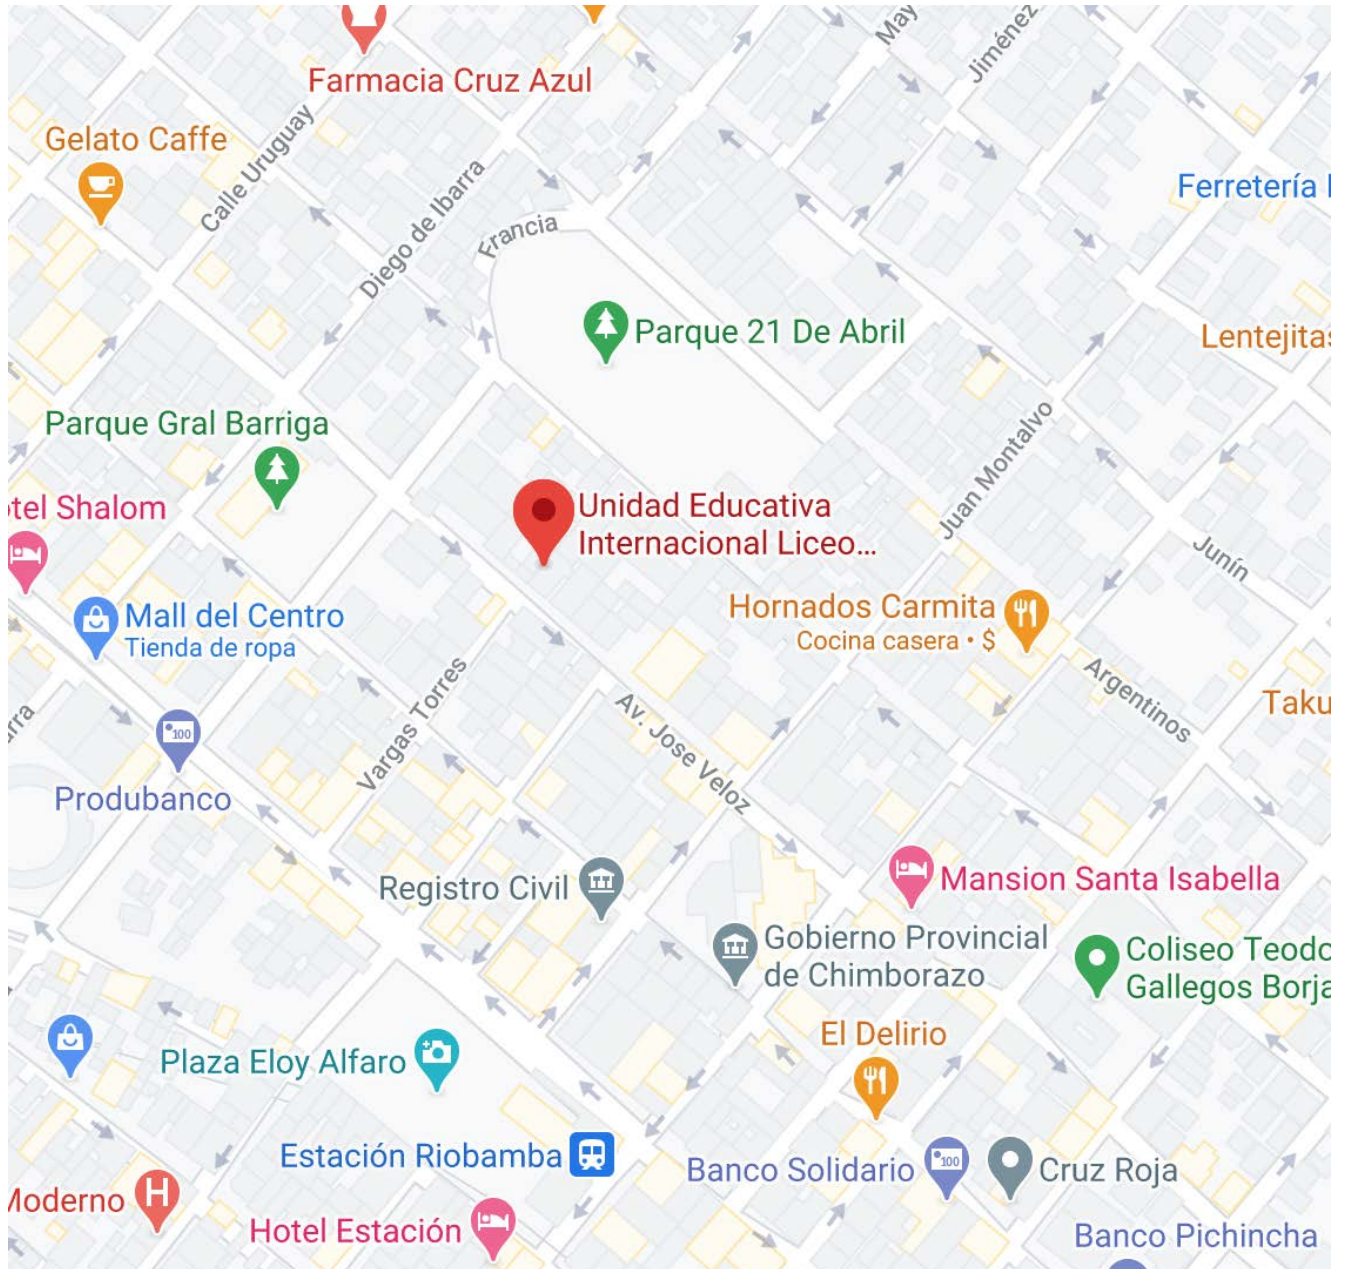 May
Jiménez
Farmacia Cruz Azul
Gelato Caffe
Calle Uruguay
Diego de Ibarra
Francia
Ferretería
Parque 21 De Abril
Lentejitas
Parque Gral Barriga
Juan Montalvo
tel Shalom
Unidad Educativa
Internacional Liceo...
Junín
Mall del Centro
Tienda de ropa
Hornados Carmita
Cocina casera • $
Argentinos
Vargas Torres
Av. Jose Veloz
Taku
rra
100
Produbanco
Registro Civil
Mansion Santa Isabella
Gobierno Provincial
de Chimborazo
Coliseo Teodo
Gallegos Borja
El Delirio
Plaza Eloy Alfaro
Estación Riobamba
Banco Solidario
100
Cruz Roja
Moderno
H
Hotel Estación
Banco Pichincha